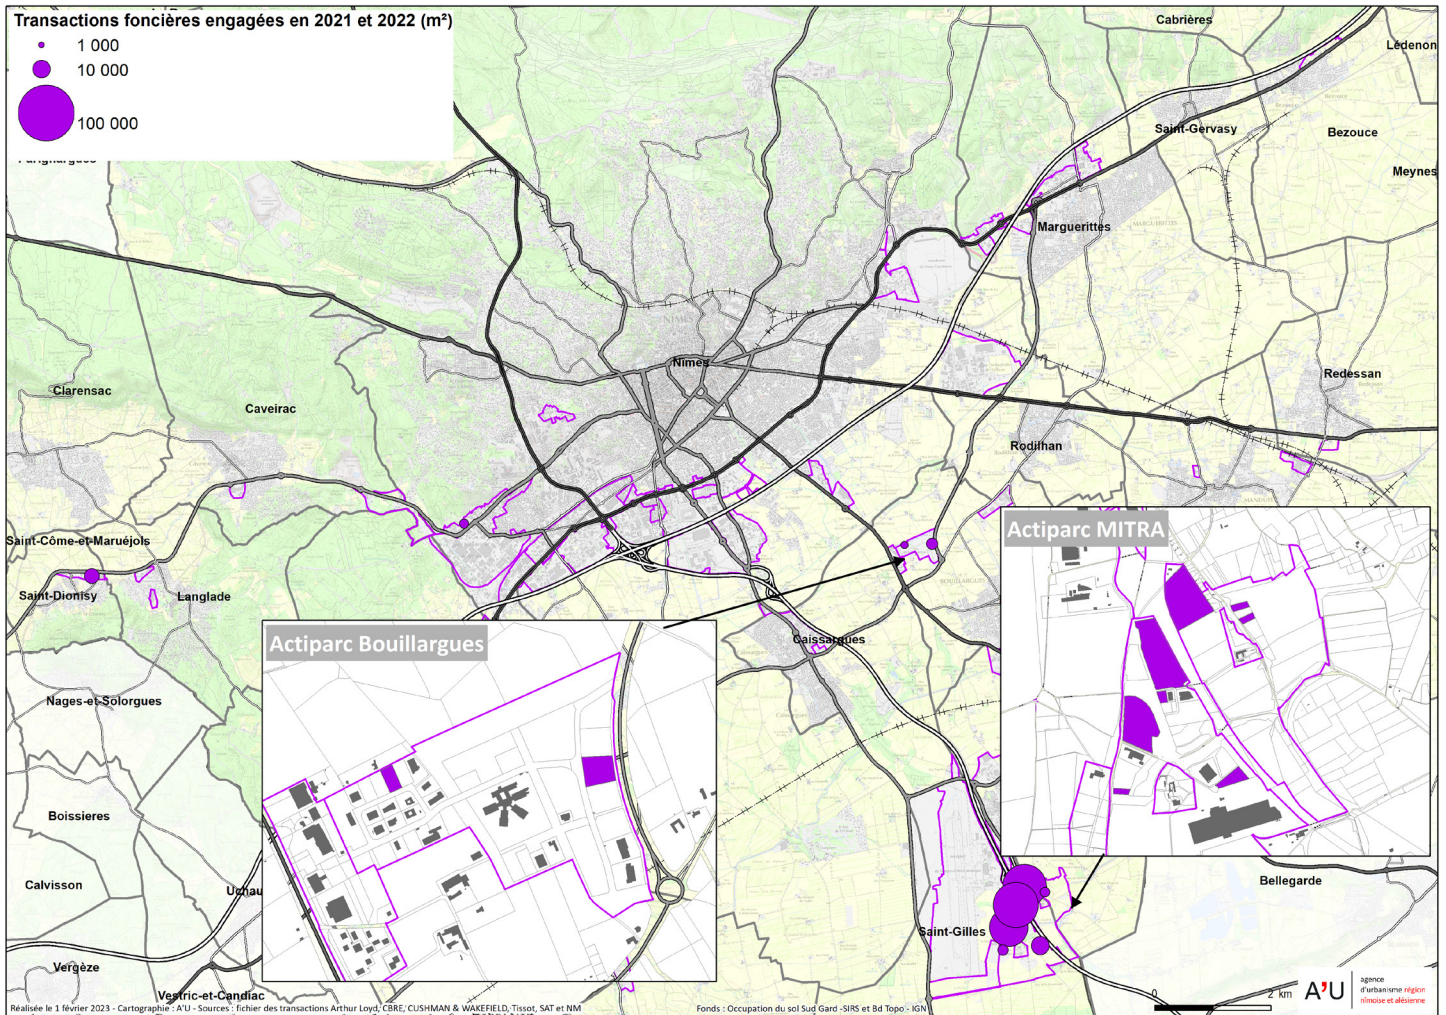 Transactions foncières engagées en 2021 et 2022 (m²)
1 000
10 000
100 000
Cabrières
Lédenon
Saint-Gervasy
Bezouce
Meynes
Marguerittes
MARGUERITTES
Nîmes
Redessan
Clarensac
Caveirac
Rodilhan
Saint-Côme-et-Maruéjols
Saint-Dionisy
Langlade
Actiparc MITRA
BOUILLARGUES
Caissargues
Actiparc Bouillargues
Nages-et-Solorgues
Boissières
Calvisson
Uchau
Bellegarde
Saint-Gilles
Vergèze
Vestric-et-Candiac
Réalisée le 1 février 2023 - Cartographie : A'U - Sources : fichier des transactions Arthur Loyd, CBRE, CUSHMAN & WAKEFIELD, Tissot, SAT et NM
Fonds : Occupation du sol Sud Gard -SIRS et Bd Topo - IGN
0 2 km
A'U
agence
d'urbanisme région
nîmoise et alésienne